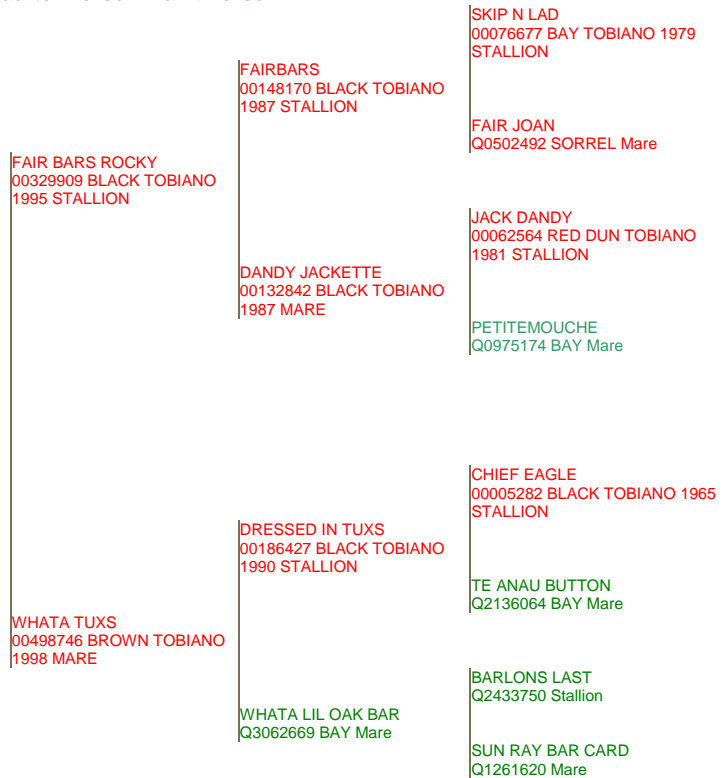 SKIP N LAD
00076677 BAY TOBIANO 1979
STALLION
FAIRBARS
00148170 BLACK TOBIANO
1987 STALLION
FAIR JOAN
Q0502492 SORREL Mare
FAIR BARS ROCKY
00329909 BLACK TOBIANO
1995 STALLION
JACK DANDY
00062564 RED DUN TOBIANO
1981 STALLION
DANDY JACKETTE
00132842 BLACK TOBIANO
1987 MARE
PETITEMOUCHE
Q0975174 BAY Mare
CHIEF EAGLE
00005282 BLACK TOBIANO 1965
STALLION
DRESSED IN TUXS
00186427 BLACK TOBIANO
1990 STALLION
TE ANAU BUTTON
Q2136064 BAY Mare
WHATA TUXS
00498746 BROWN TOBIANO
1998 MARE
BARLONS LAST
Q2433750 Stallion
WHATA LIL OAK BAR
Q3062669 BAY Mare
SUN RAY BAR CARD
Q1261620 Mare